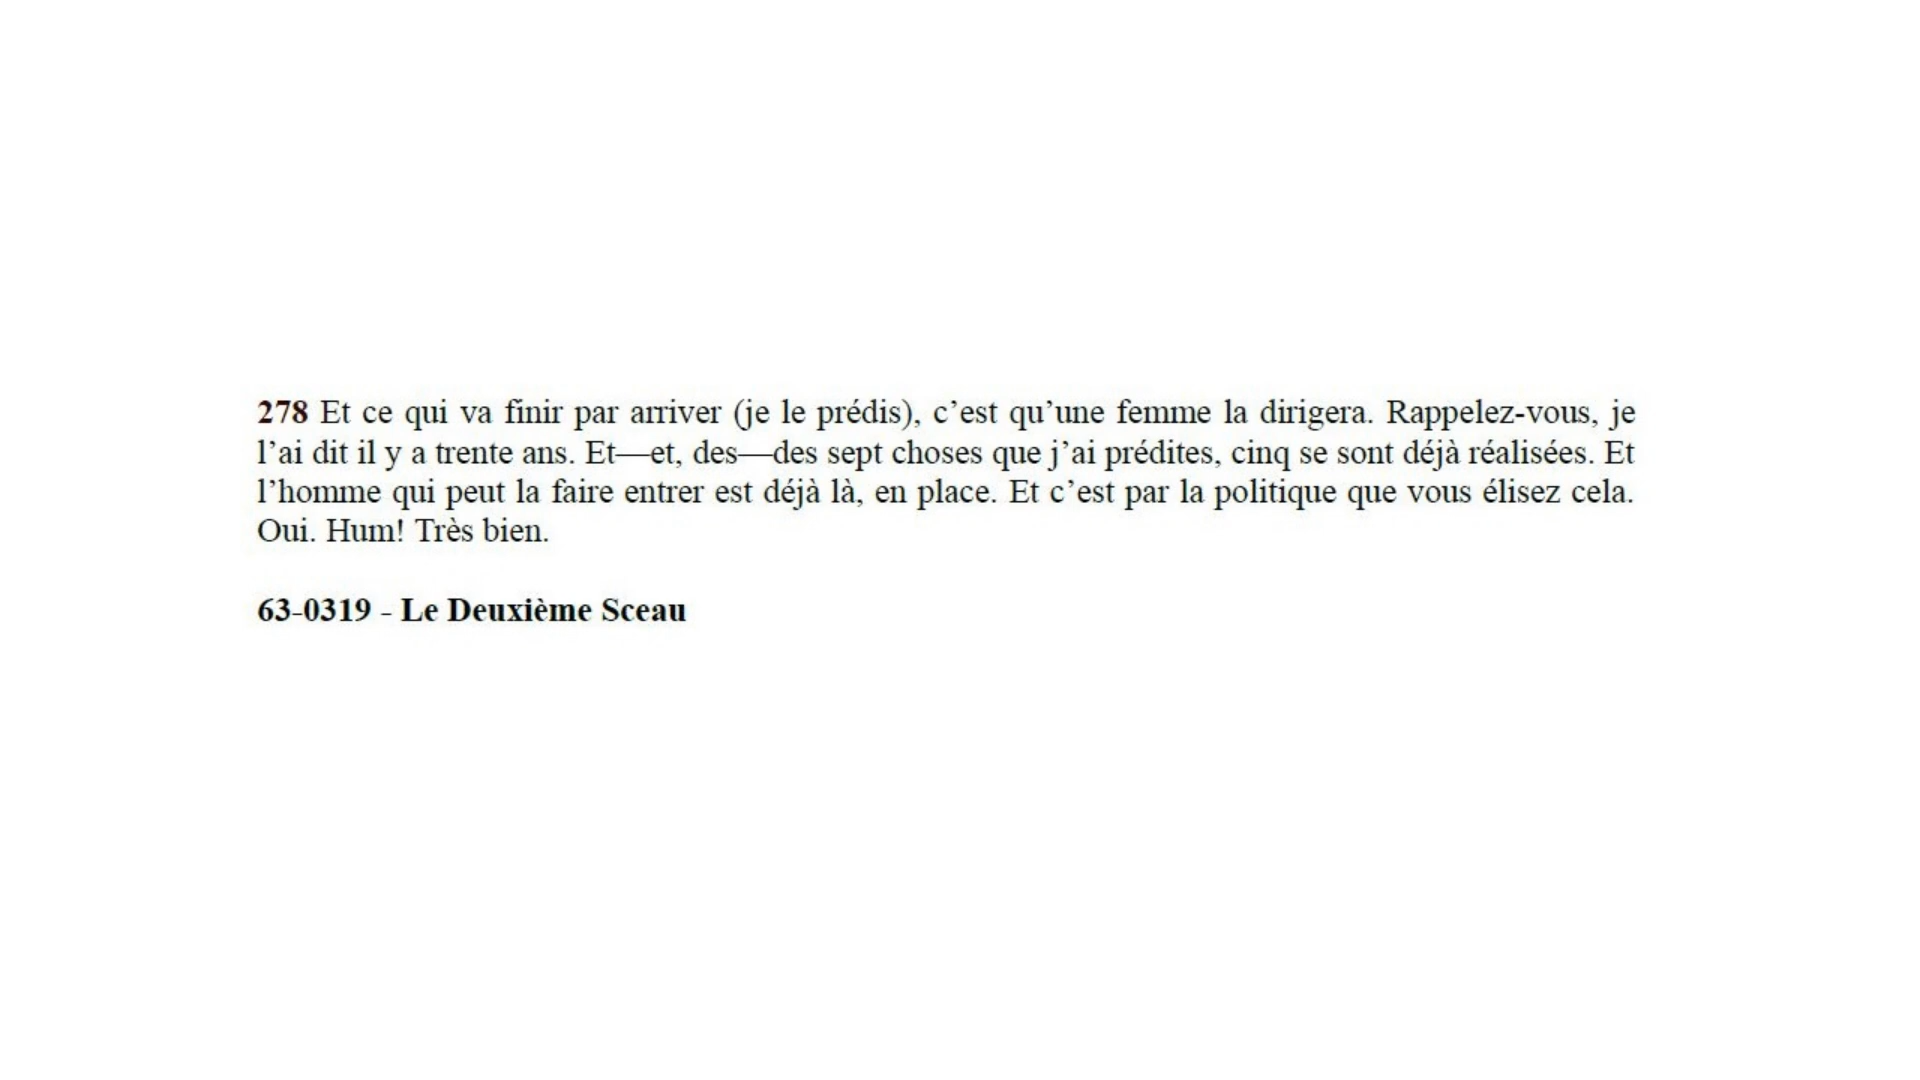 278 Et ce qui va finir par arriver (je le prédis), c’est qu’une femme la dirigera. Rappelez-vous, je
l’ai dit il y a trente ans. Et—et, des—des sept choses que j’ai prédites, cinq se sont déjà réalisées. Et
l’homme qui peut la faire entrer est déjà là, en place. Et c’est par la politique que vous élisez cela.
Oui. Hum! Très bien.
63-0319 - Le Deuxième Sceau